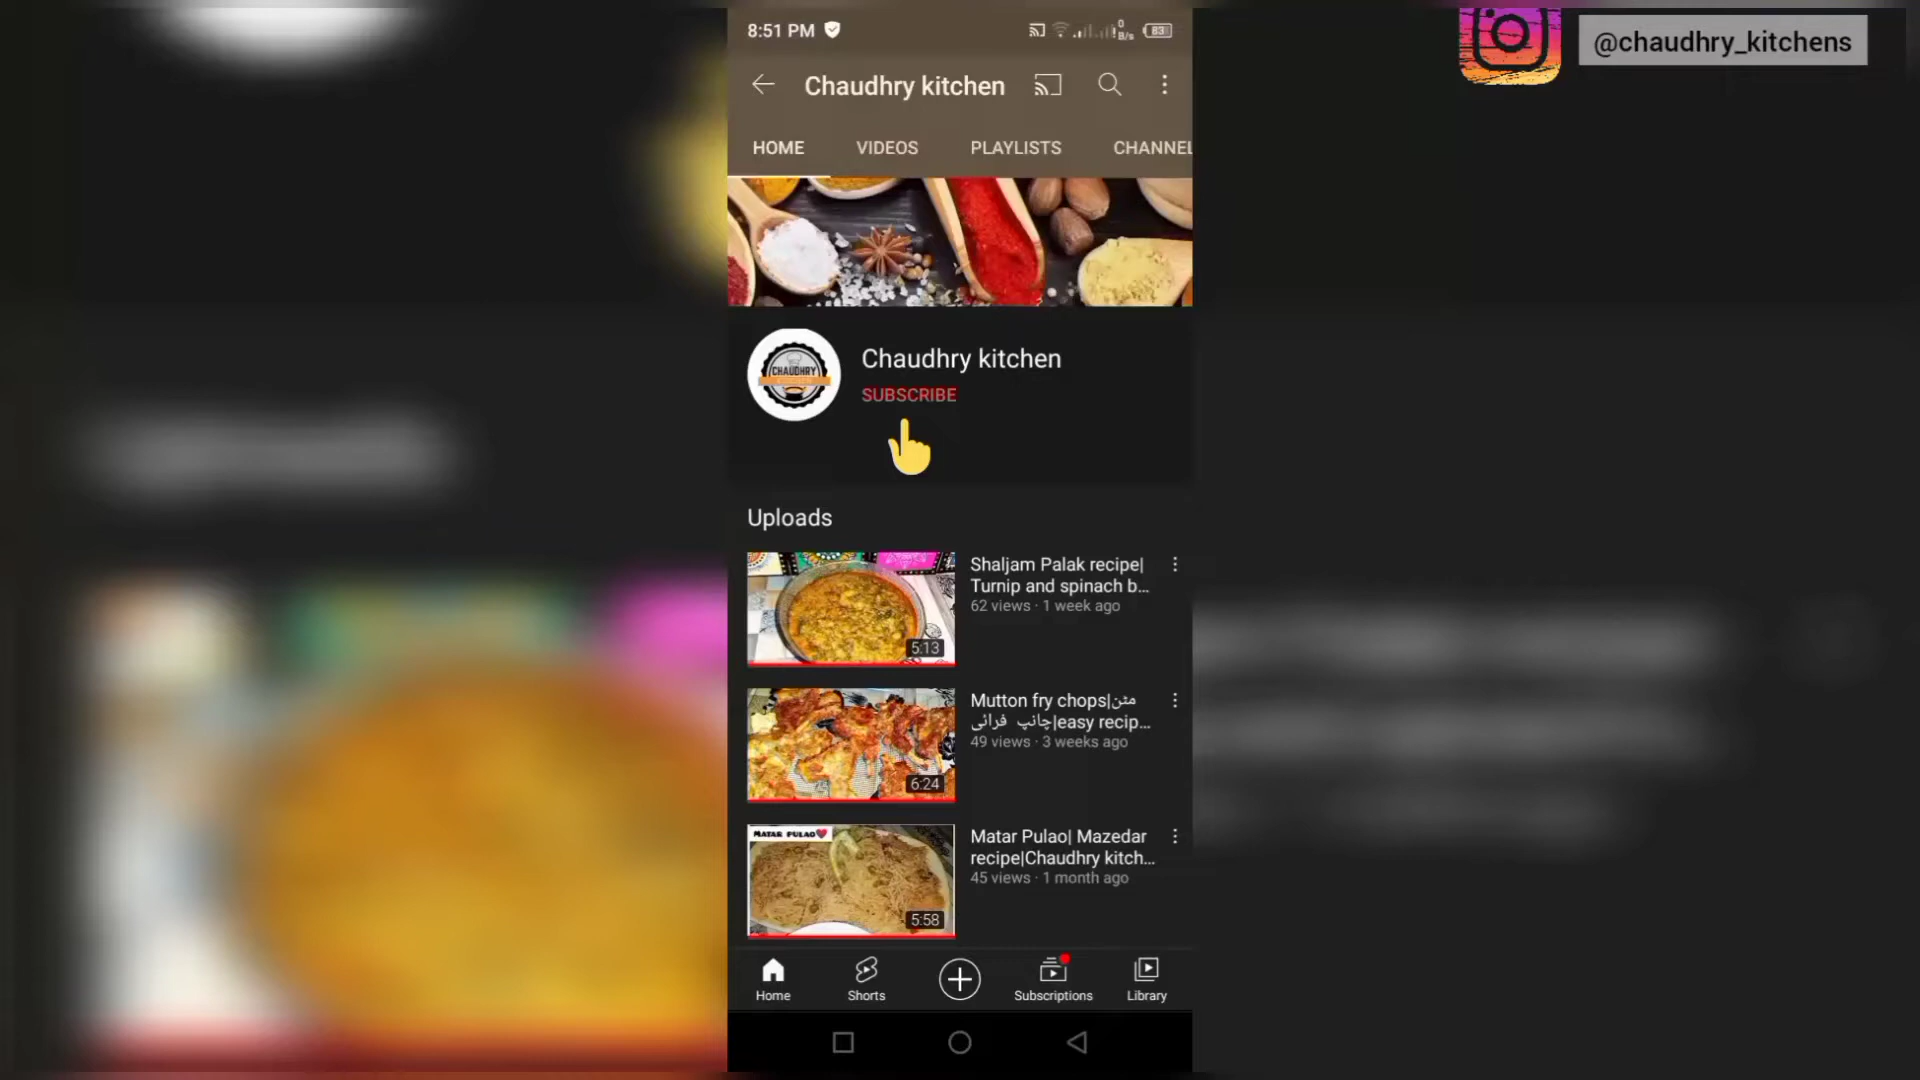 @chaudhry_kitchens
8:51 PM
0
B/s
83
Chaudhry kitchen
HOME VIDEOS PLAYLISTS CHANNEL
CHAUDHRY
Chaudhry kitchen
SUBSCRIBE
Uploads
Shaljam Palak recipe|
Turnip and spinach b...
62 views · 1 week ago
5:13
Mutton fry chops|مٹن
چانپ فرائی|easy recip...
49 views · 3 weeks ago
6:24
MATAR PULAO
Matar Pulao| Mazedar
recipe|Chaudhry kitch...
45 views · 1 month ago
5:58
Home Shorts Subscriptions Library